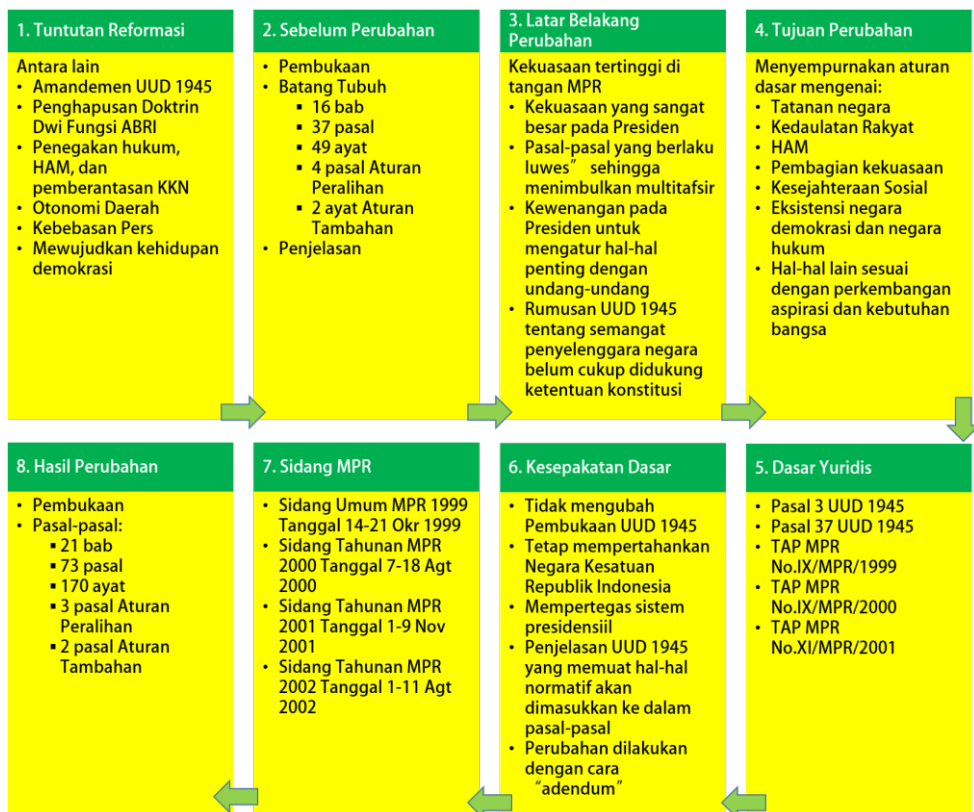 1. Tuntutan Reformasi
Antara lain
• Amandemen UUD 1945
• Penghapusan Doktrin
Dwi Fungsi ABRI
• Penegakan hukum,
HAM, dan
pemberantasan KKN
• Otonomi Daerah
• Kebebasan Pers
• Mewujudkan kehidupan
demokrasi
2. Sebelum Perubahan
• Pembukaan
• Batang Tubuh
▪ 16 bab
▪ 37 pasal
▪ 49 ayat
▪ 4 pasal Aturan
Peralihan
▪ 2 ayat Aturan
Tambahan
• Penjelasan
3. Latar Belakang
Perubahan
Kekuasaan tertinggi di
tangan MPR
• Kekuasaan yang sangat
besar pada Presiden
• Pasal-pasal yang berlaku
luwes” sehingga
menimbulkan multitafsir
• Kewenangan pada
Presiden untuk
mengatur hal-hal
penting dengan
undang-undang
• Rumusan UUD 1945
tentang semangat
penyelenggara negara
belum cukup didukung
ketentuan konstitusi
4. Tujuan Perubahan
Menyempurnakan aturan
dasar mengenai:
• Tatanan negara
• Kedaulatan Rakyat
• HAM
• Pembagian kekuasaan
• Kesejahteraan Sosial
• Eksistensi negara
demokrasi dan negara
hukum
• Hal-hal lain sesuai
dengan perkembangan
aspirasi dan kebutuhan
bangsa
5. Dasar Yuridis
• Pasal 3 UUD 1945
• Pasal 37 UUD 1945
• TAP MPR
No.IX/MPR/1999
• TAP MPR
No.IX/MPR/2000
• TAP MPR
No.XI/MPR/2001
6. Kesepakatan Dasar
• Tidak mengubah
Pembukaan UUD 1945
• Tetap mempertahankan
Negara Kesatuan
Republik Indonesia
• Mempertegas sistem
presidensiil
• Penjelasan UUD 1945
yang memuat hal-hal
normatif akan
dimasukkan ke dalam
pasal-pasal
• Perubahan dilakukan
dengan cara
“adendum”
7. Sidang MPR
• Sidang Umum MPR 1999
Tanggal 14-21 Okr 1999
• Sidang Tahunan MPR
2000 Tanggal 7-18 Agt
2000
• Sidang Tahunan MPR
2001 Tanggal 1-9 Nov
2001
• Sidang Tahunan MPR
2002 Tanggal 1-11 Agt
2002
8. Hasil Perubahan
• Pembukaan
• Pasal-pasal:
▪ 21 bab
▪ 73 pasal
▪ 170 ayat
▪ 3 pasal Aturan
Peralihan
▪ 2 pasal Aturan
Tambahan